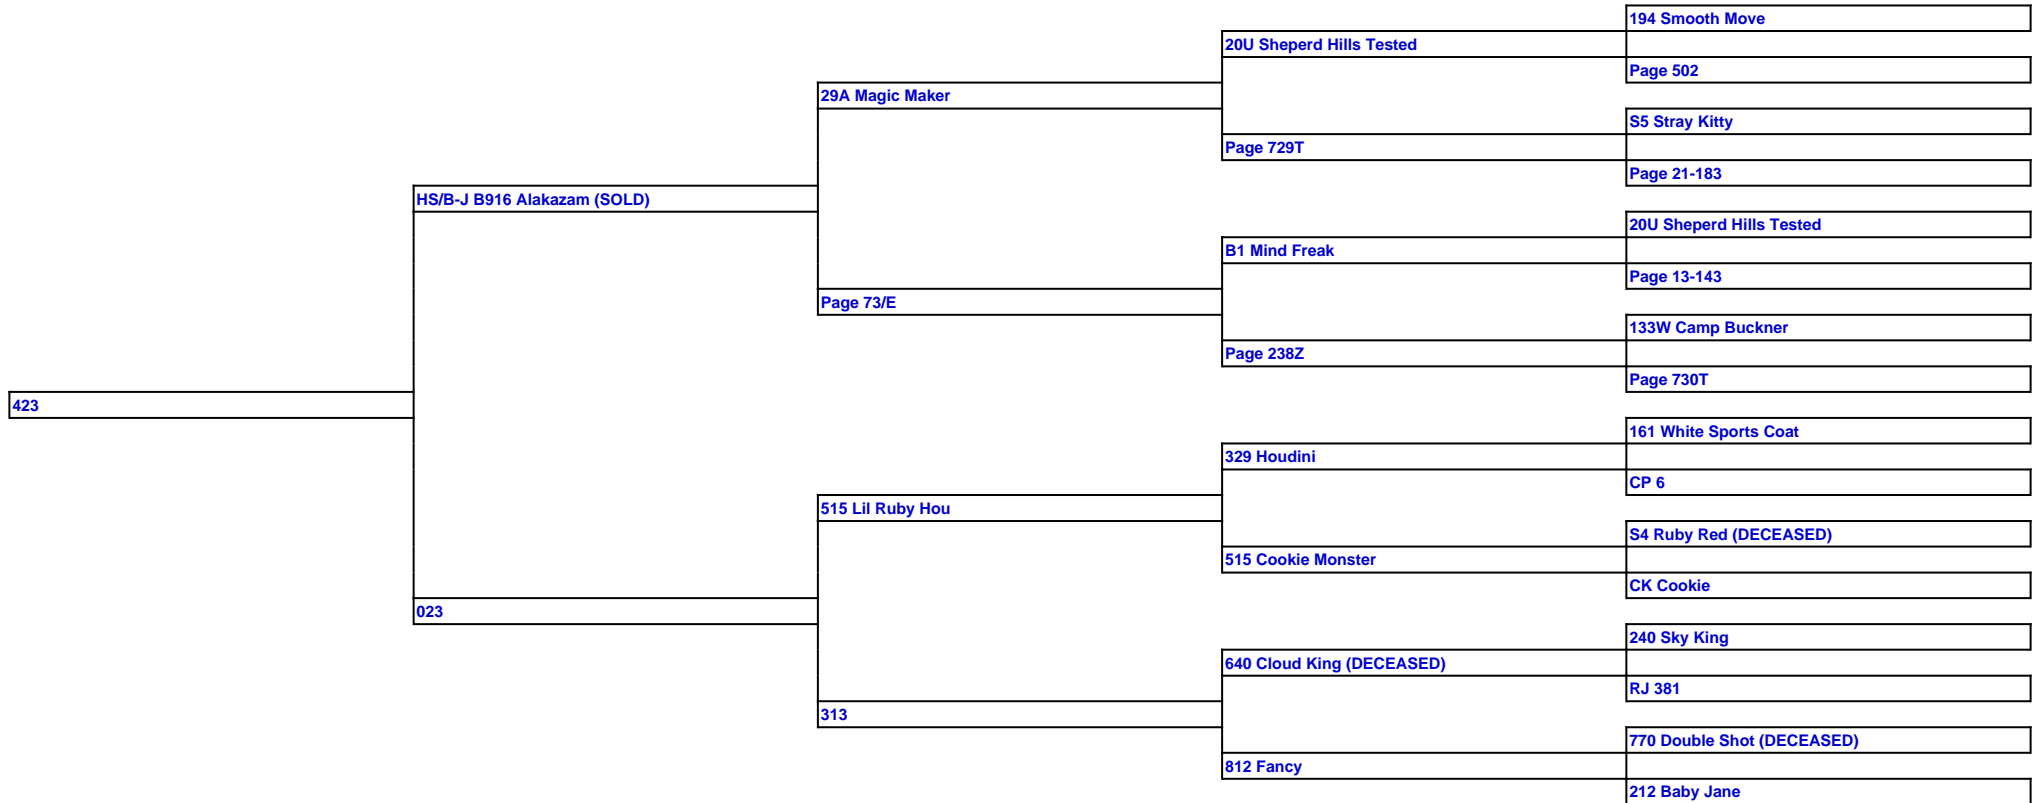 194 Smooth Move
20U Sheperd Hills Tested
Page 502
29A Magic Maker
S5 Stray Kitty
Page 729T
Page 21-183
HS/B-J B916 Alakazam (SOLD)
20U Sheperd Hills Tested
B1 Mind Freak
Page 13-143
Page 73/E
133W Camp Buckner
Page 238Z
Page 730T
423
161 White Sports Coat
329 Houdini
CP 6
515 Lil Ruby Hou
S4 Ruby Red (DECEASED)
515 Cookie Monster
CK Cookie
023
240 Sky King
640 Cloud King (DECEASED)
RJ 381
313
770 Double Shot (DECEASED)
812 Fancy
212 Baby Jane